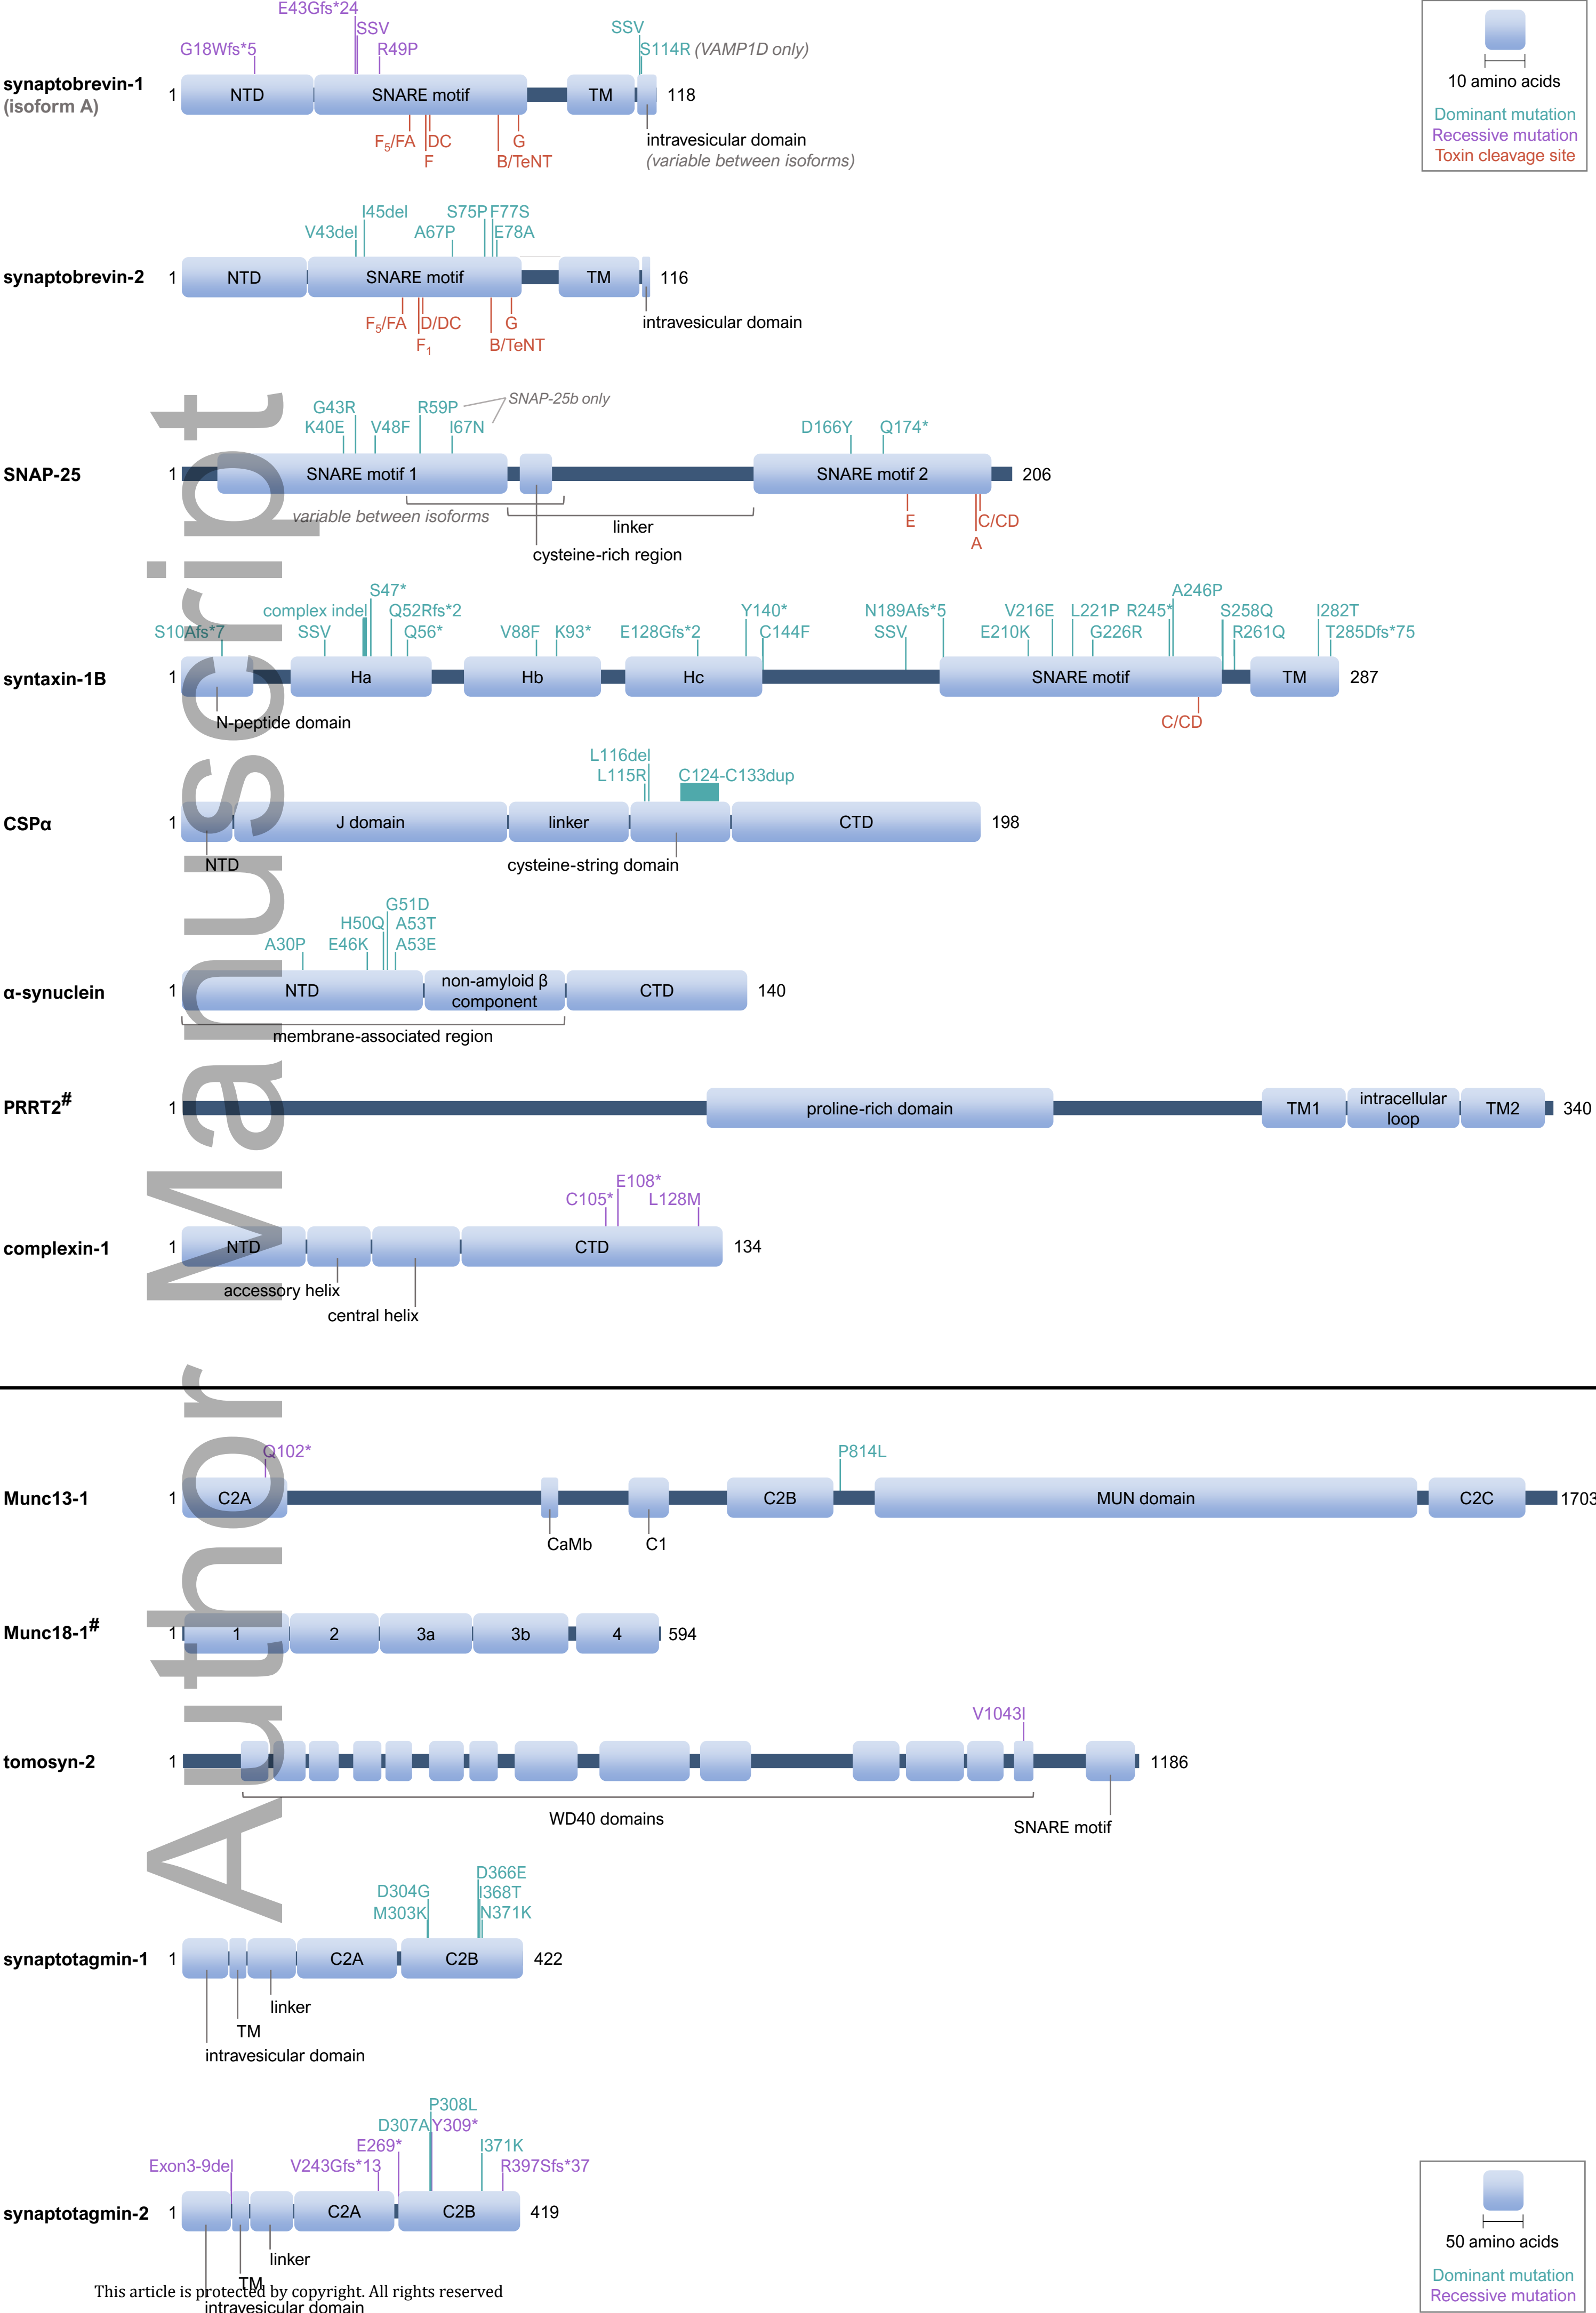 E43Gfs*24
SSV
G18Wfs*5
R49P
SSV
S114R (VAMP1D only)
synaptobrevin-1
(isoform A)
1 NTD SNARE motif TM 118
F5/FA DC G
F B/TeNT
intravesicular domain
(variable between isoforms)
10 amino acids
Dominant mutation
Recessive mutation
Toxin cleavage site
I45del S75P F77S
V43del A67P E78A
synaptobrevin-2 1 NTD SNARE motif TM 116
F5/FA D/DC G
F1 B/TeNT
intravesicular domain
SNAP-25b only
G43R R59P
K40E V48F I67N D166Y Q174*
SNAP-25 1 SNARE motif 1 SNARE motif 2 206
variable between isoforms
linker
cysteine-rich region
E C/CD
A
S47* A246P
complex indel Q52Rfs*2 Y140* N189Afs*5 V216E L221P R245* S258Q I282T
S10Afs*7 SSV Q56* V88F K93* E128Gfs*2 C144F SSV E210K G226R R261Q T285Dfs*75
syntaxin-1B 1 Ha Hb Hc SNARE motif TM 287
N-peptide domain C/CD
L116del
L115R C124-C133dup
CSPα 1 J domain linker CTD 198
NTD cysteine-string domain
G51D
H50Q A53T
A30P E46K A53E
α-synuclein 1 NTD non-amyloid β component CTD 140
membrane-associated region
PRRT2# 1 proline-rich domain TM1 intracellular loop TM2 340
E108*
C105* L128M
complexin-1 1 NTD CTD 134
accessory helix
central helix
Q102* P814L
Munc13-1 1 C2A C2B MUN domain C2C 1703
CaMb C1
Munc18-1# 1 1 2 3a 3b 4 594
V1043I
tomosyn-2 1 1186
WD40 domains
SNARE motif
D366E
D304G I368T
M303K N371K
synaptotagmin-1 1 C2A C2B 422
linker
TM
intravesicular domain
P308L
D307A Y309*
E269* I371K
Exon3-9del V243Gfs*13 R397Sfs*37
synaptotagmin-2 1 C2A C2B 419
linker
TM
intravesicular domain
50 amino acids
Dominant mutation
Recessive mutation
This article is protected by copyright. All rights reserved
Author Manuscript